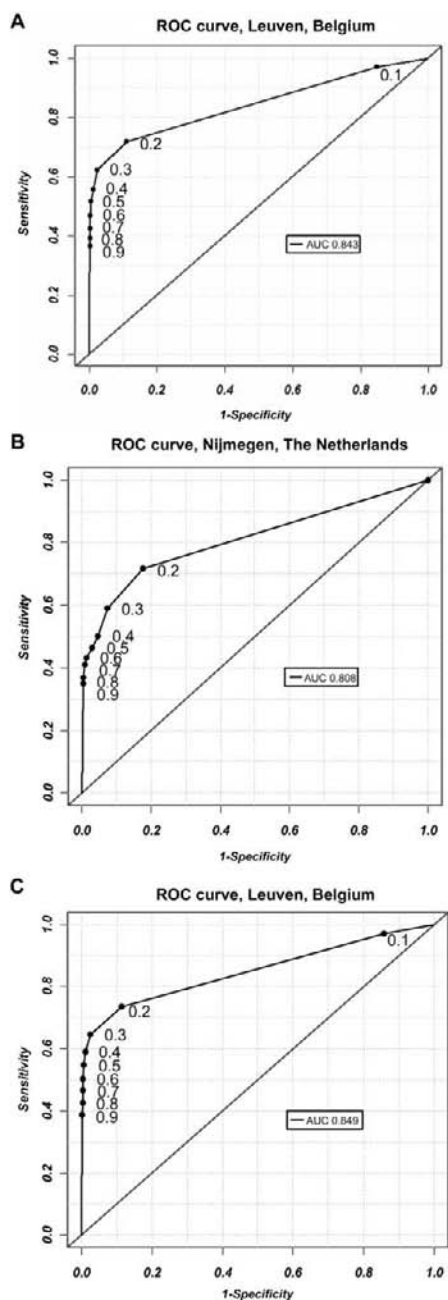 A
ROC curve, Leuven, Belgium
1.0
0.8
0.6
0.4
0.2
0.0
Sensitivity
0.1
0.2
0.3
0.4
0.5
0.6
0.7
0.8
0.9
AUC 0.843
0.0 0.2 0.4 0.6 0.8 1.0
1-Specificity
B
ROC curve, Nijmegen, The Netherlands
1.0
0.8
0.6
0.4
0.2
0.0
Sensitivity
0.2
0.3
0.4
0.5
0.6
0.7
0.8
0.9
AUC 0.808
0.0 0.2 0.4 0.6 0.8 1.0
1-Specificity
C
ROC curve, Leuven, Belgium
1.0
0.8
0.6
0.4
0.2
0.0
Sensitivity
0.1
0.2
0.3
0.4
0.5
0.6
0.7
0.8
0.9
AUC 0.849
0.0 0.2 0.4 0.6 0.8 1.0
1-Specificity